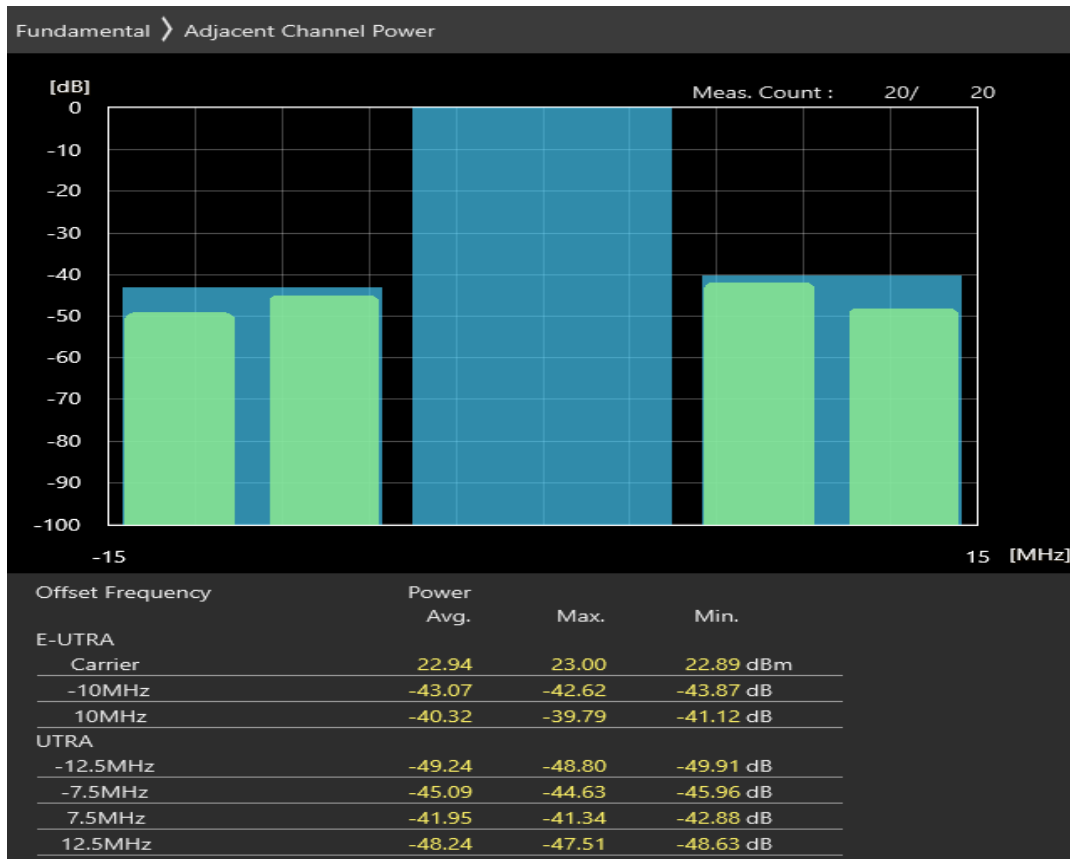 Fundamental ❯ Adjacent Channel Power
[dB]
Meas. Count : 20/ 20
0
-10
-20
-30
-40
-50
-60
-70
-80
-90
-100
-15 15 [MHz]
Offset Frequency Power
Avg. Max. Min.
E-UTRA
Carrier 22.94 23.00 22.89 dBm
-10MHz -43.07 -42.62 -43.87 dB
10MHz -40.32 -39.79 -41.12 dB
UTRA
-12.5MHz -49.24 -48.80 -49.91 dB
-7.5MHz -45.09 -44.63 -45.96 dB
7.5MHz -41.95 -41.34 -42.88 dB
12.5MHz -48.24 -47.51 -48.63 dB